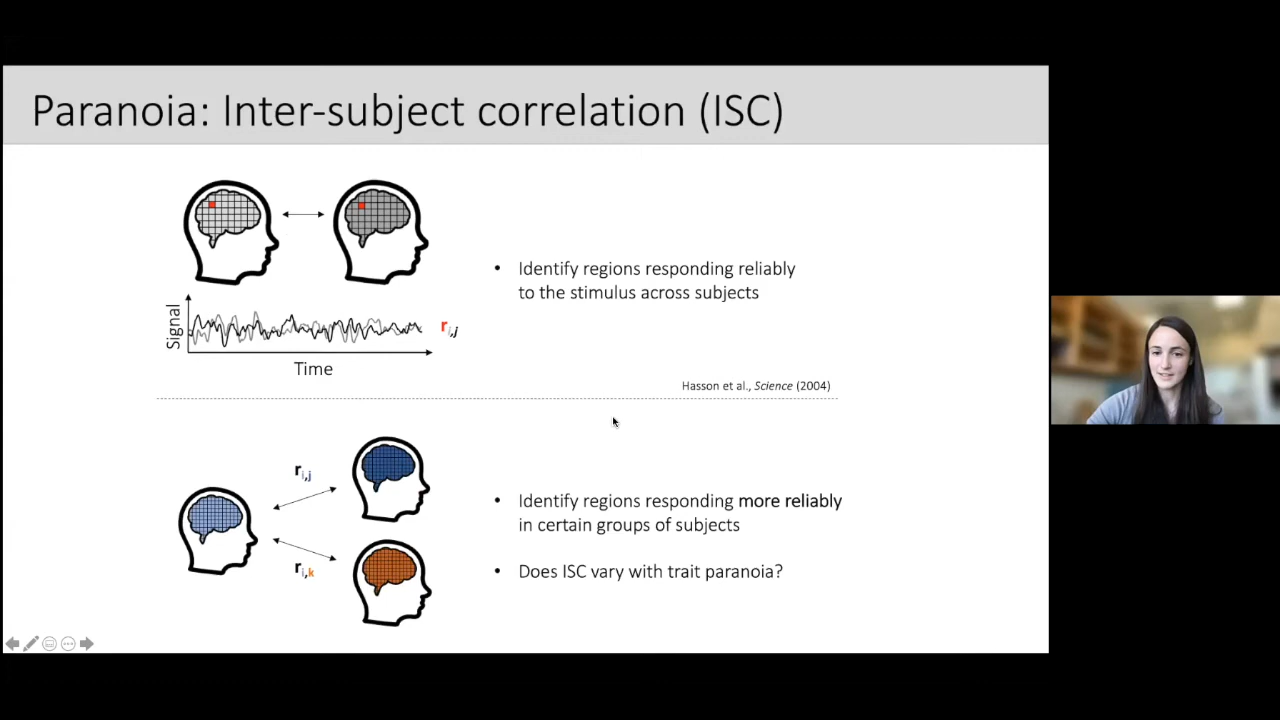 Paranoia: Inter-subject correlation (ISC)
Signal
Time
r i,j
• Identify regions responding reliably
to the stimulus across subjects
Hasson et al., Science (2004)
r i,j
r i,k
• Identify regions responding more reliably
in certain groups of subjects
• Does ISC vary with trait paranoia?